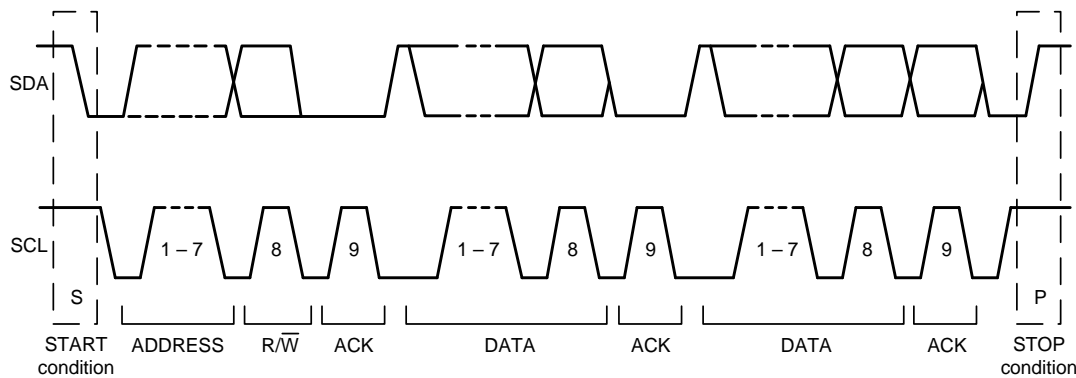 SDA
SCL
1 – 7
8
9
1 – 7
8
9
1 – 7
8
9
S
P
START
condition
ADDRESS
R/W̅
ACK
DATA
ACK
DATA
ACK
STOP
condition